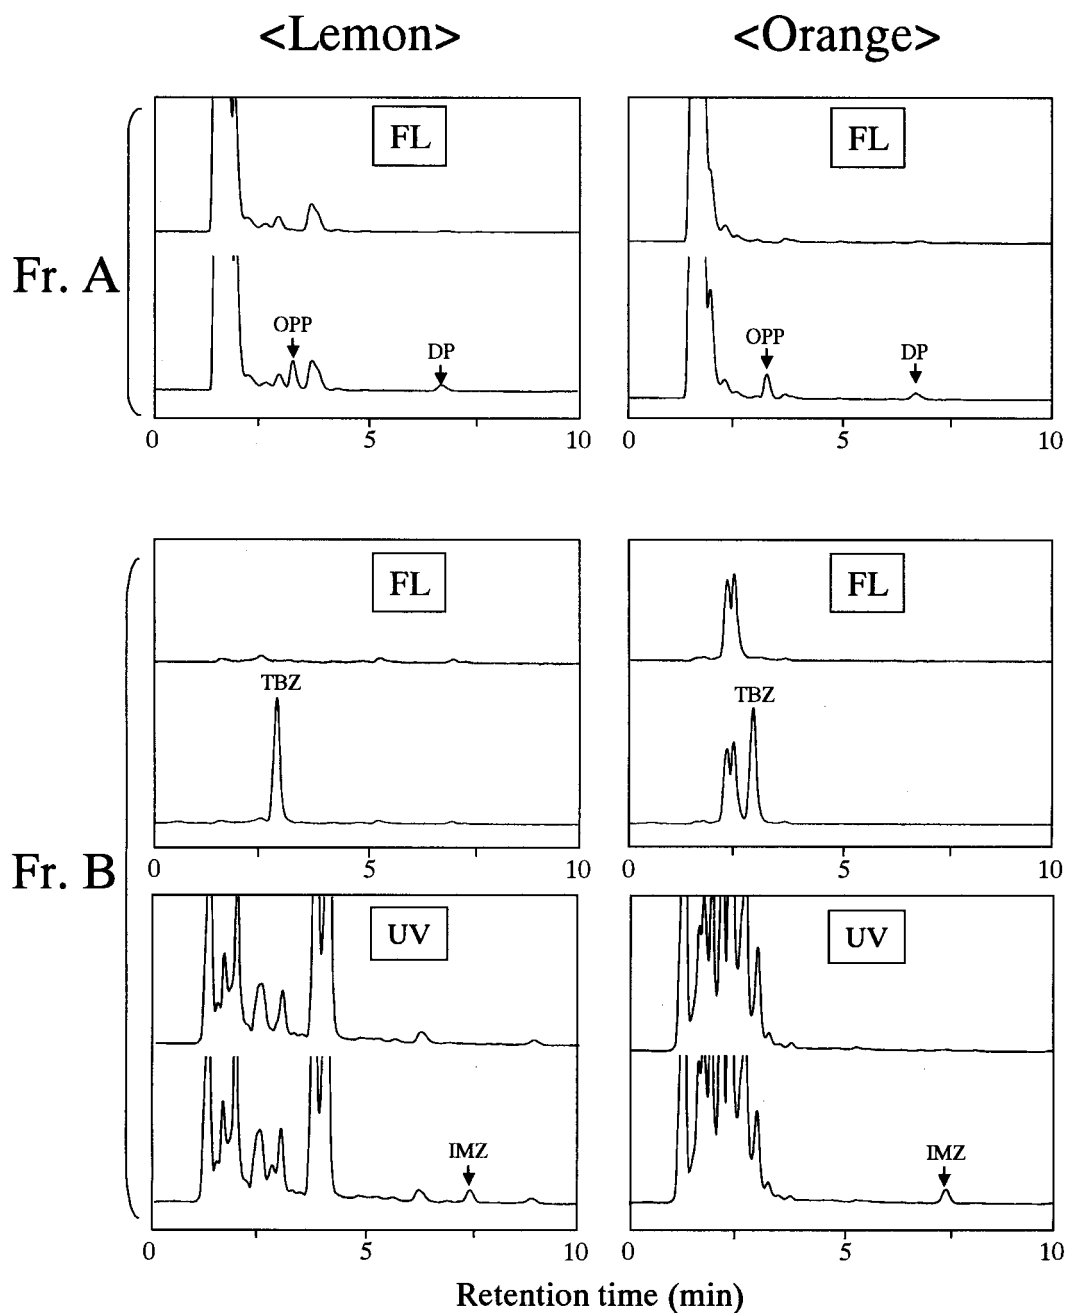 <Lemon> <Orange>
FL FL
Fr. A
OPP DP OPP DP
0 5 10 0 5 10
FL FL
TBZ TBZ
0 5 10 0 5 10
Fr. B
UV UV
IMZ IMZ
0 5 10 0 5 10
Retention time (min)